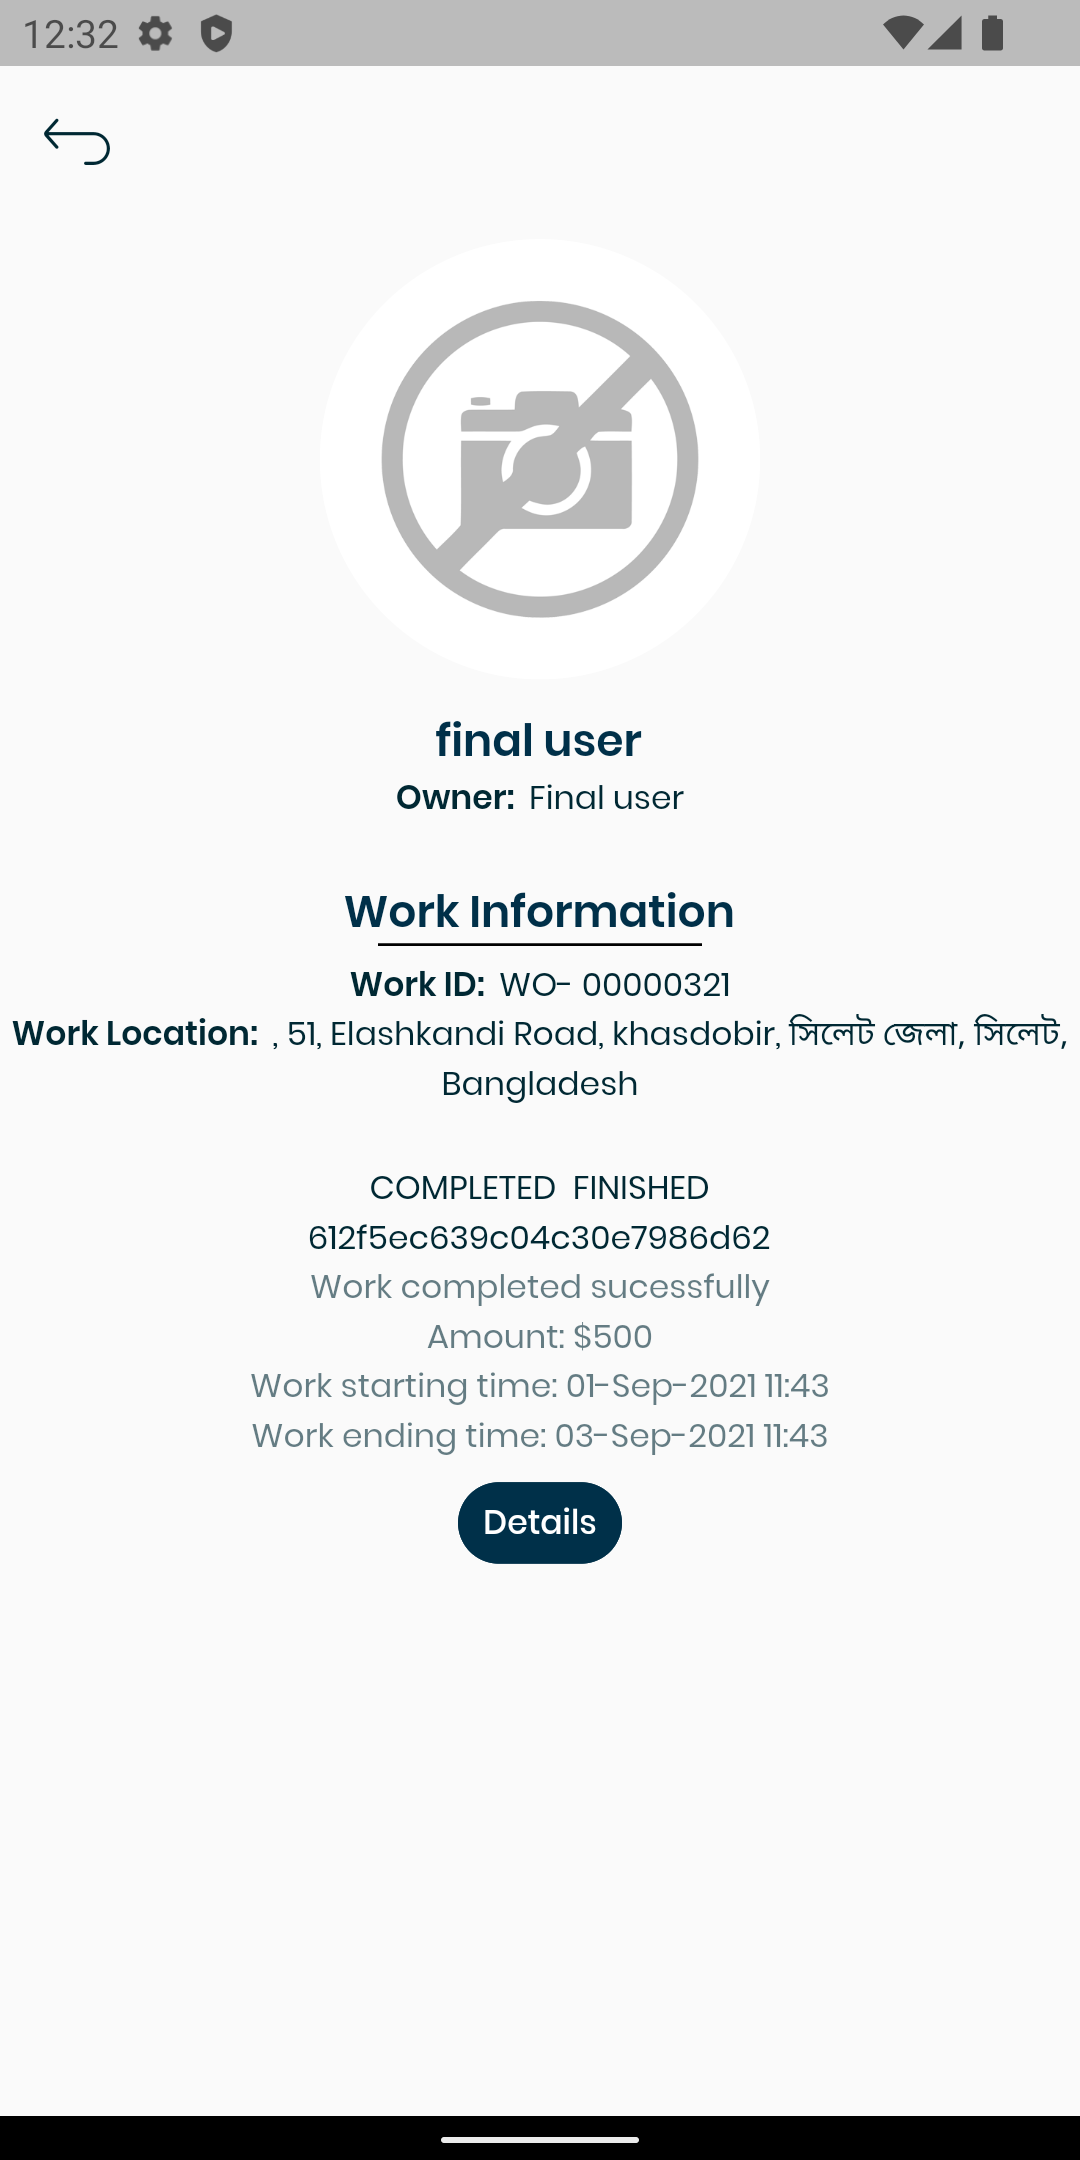 12:32
final user
Owner: Final user
Work Information
Work ID: WO- 00000321
Work Location: , 51, Elashkandi Road, khasdobir, সিলেট জেলা, সিলেট,
Bangladesh
COMPLETED FINISHED
612f5ec639c04c30e7986d62
Work completed sucessfully
Amount: $500
Work starting time: 01-Sep-2021 11:43
Work ending time: 03-Sep-2021 11:43
Details